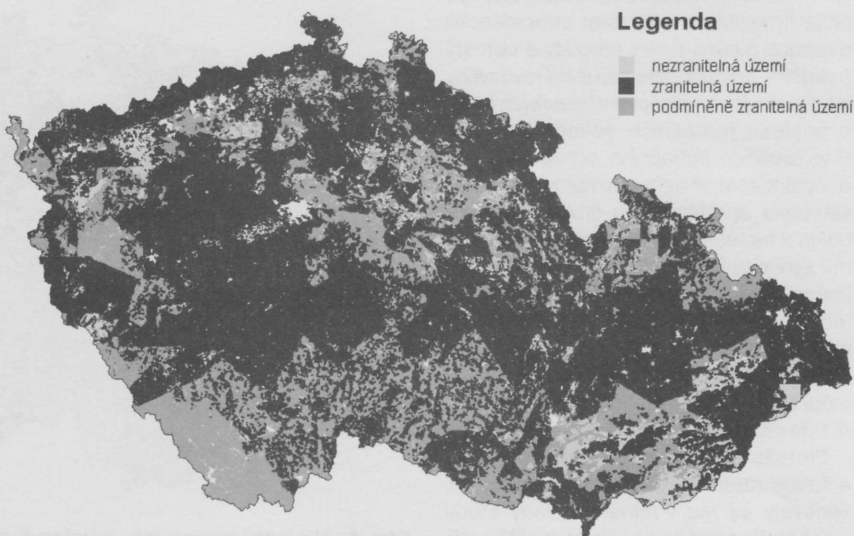 Legenda
nezranitelná území
zranitelná území
podmíněně zranitelná území